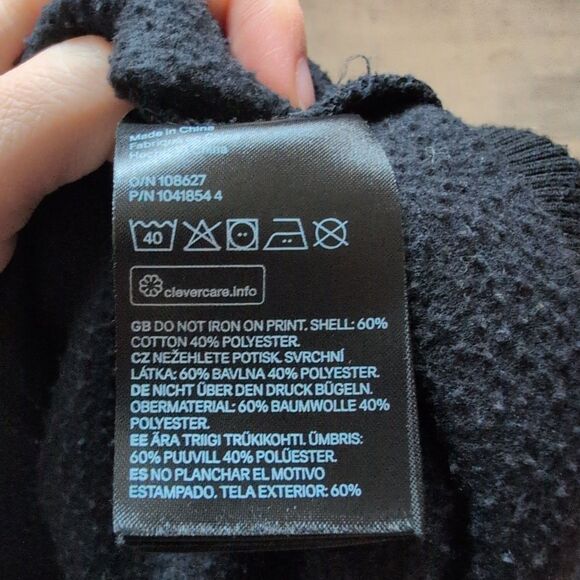 Made in China
Fabriqué
O/N 108627
P/N 1041854 4
40
clevercare.info
GB DO NOT IRON ON PRINT. SHELL: 60%
COTTON 40% POLYESTER.
CZ NEŽEHLETE POTISK. SVRCHNÍ
LÁTKA: 60% BAVLNA 40% POLYESTER.
DE NICHT ÜBER DEN DRUCK BÜGELN.
OBERMATERIAL: 60% BAUMWOLLE 40%
POLYESTER.
EE ÄRA TRIIGI TRÜKIKOHTI. ÜMBRIS:
60% PUUVILL 40% POLÜESTER.
ES NO PLANCHAR EL MOTIVO
ESTAMPADO. TELA EXTERIOR: 60%